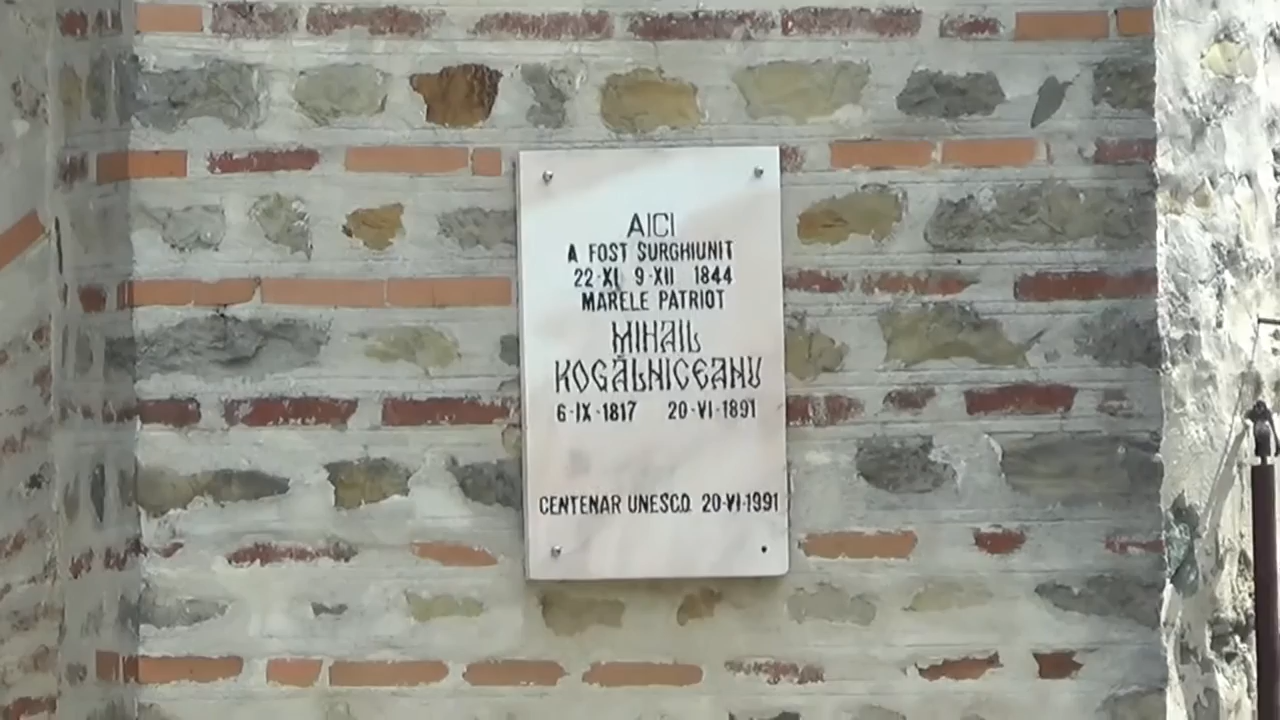 AICI
A FOST SURGHIUNIT
22-XI 9-XII 1844
MARELE PATRIOT
MIHAIL
KOGĂLNICEANU
6-IX-1817 20-VI-1891
CENTENAR UNESCO 20-VI-1991